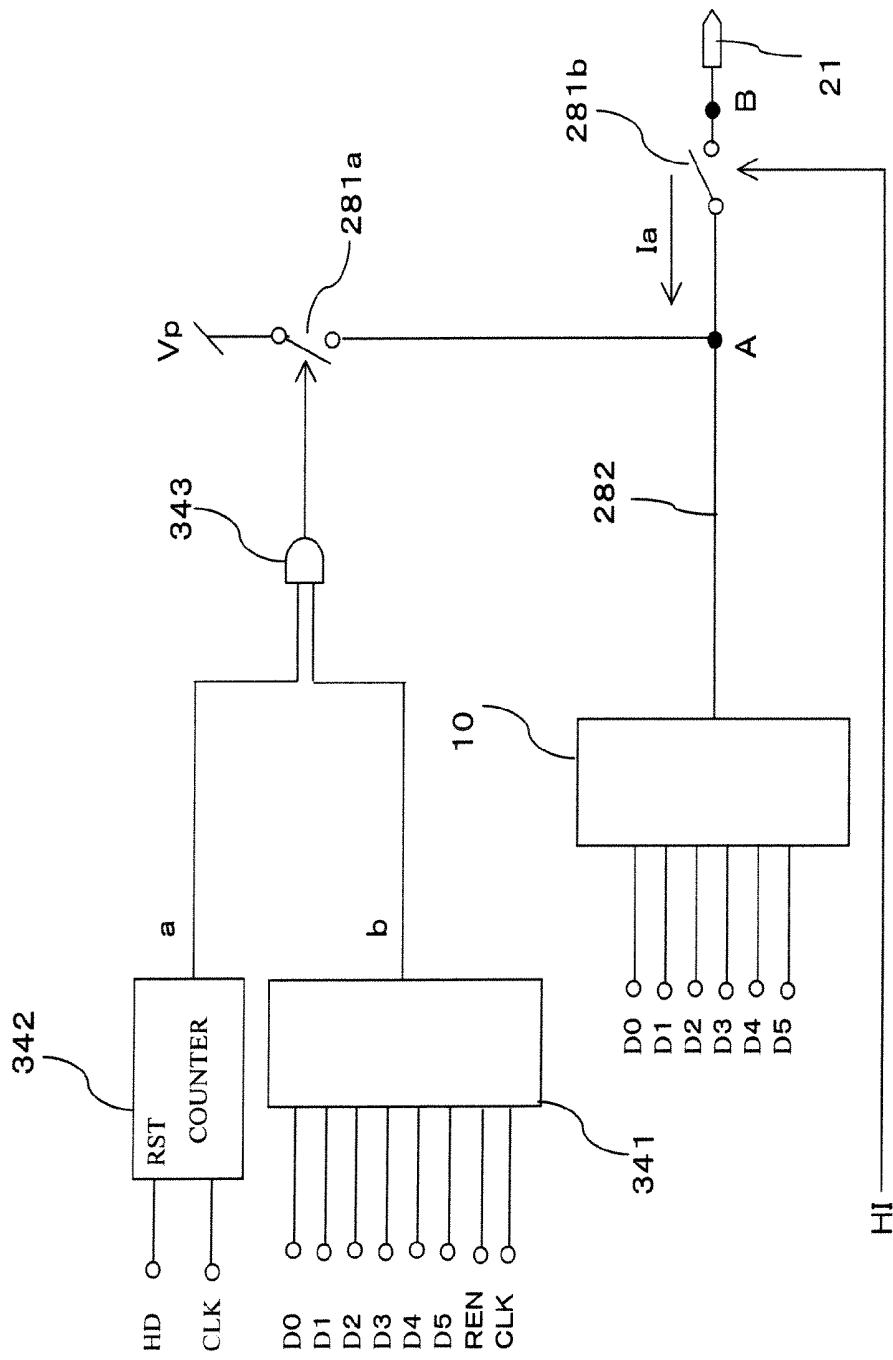 342
HD
RST
CLK
COUNTER
a
D0
D1
D2
D3
D4
D5
REN
CLK
341
b
343
Vp
281a
10
D0
D1
D2
D3
D4
D5
282
A
Ia
281b
B
21
HI